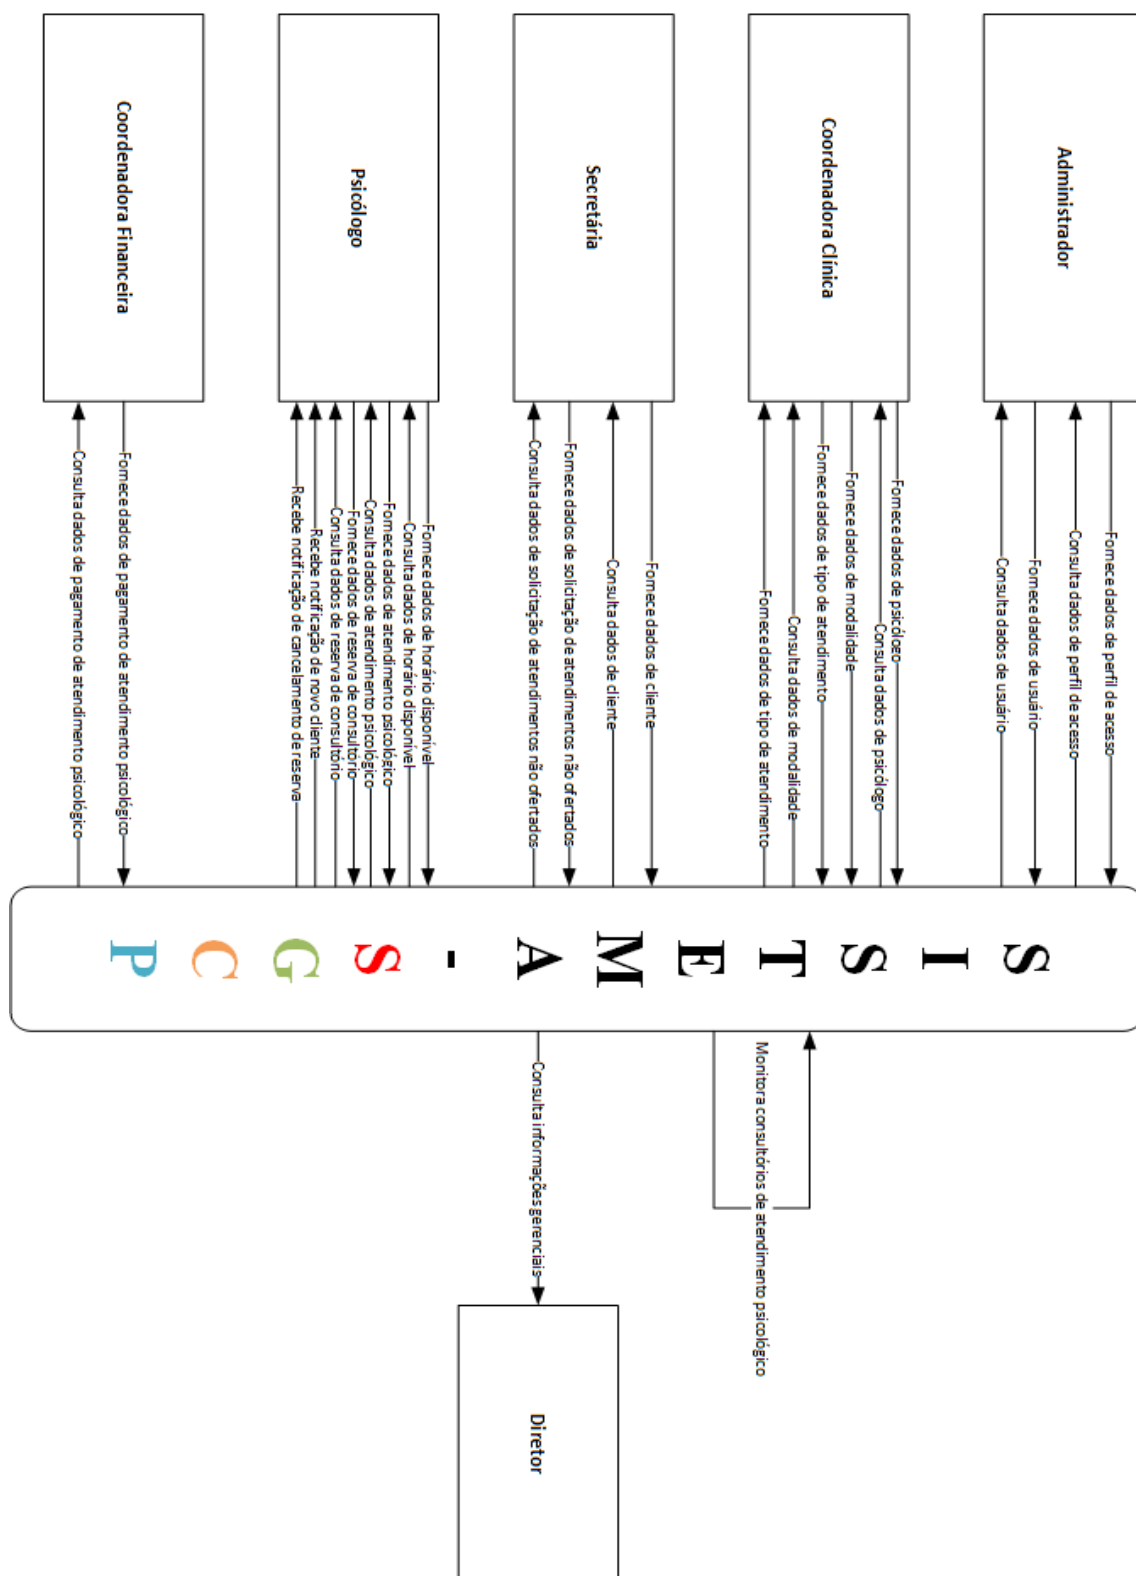 Administrador
Fornece dados de perfil de acesso
Consulta dados de perfil de acesso
Fornece dados de usuário
Consulta dados de usuário
Coordenadora Clínica
Fornece dados de psicólogo
Consulta dados de psicólogo
Fornece dados de modalidade
Fornece dados de tipo de atendimento
Consulta dados de modalidade
Fornece dados de tipo de atendimento
Secretária
Fornece dados de cliente
Consulta dados de cliente
Fornece dados de solicitação de atendimentos não ofertados
Consulta dados de solicitação de atendimentos não ofertados
Psicólogo
Fornece dados de horário disponível
Consulta dados de horário disponível
Fornece dados de atendimento psicológico
Consulta dados de atendimento psicológico
Fornece dados de reserva de consultório
Consulta dados de reserva de consultório
Recebe notificação de novo cliente
Recebe notificação de cancelamento de reserva
Coordenadora Financeira
Fornece dados de pagamento de atendimento psicológico
Consulta dados de pagamento de atendimento psicológico
SISTEMA - SGCP
Monitora consultórios de atendimento psicológico
Consulta informações gerenciais
Diretor